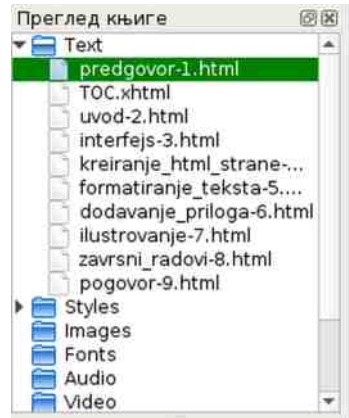 Преглед књиге
Text
predgovor-1.html
TOC.xhtml
uvod-2.html
interfejs-3.html
kreiranje_html_strane-...
formatiranje_teksta-5....
dodavanje_priloga-6.html
ilustrovanje-7.html
zavrsni_radovi-8.html
pogovor-9.html
Styles
Images
Fonts
Audio
Video